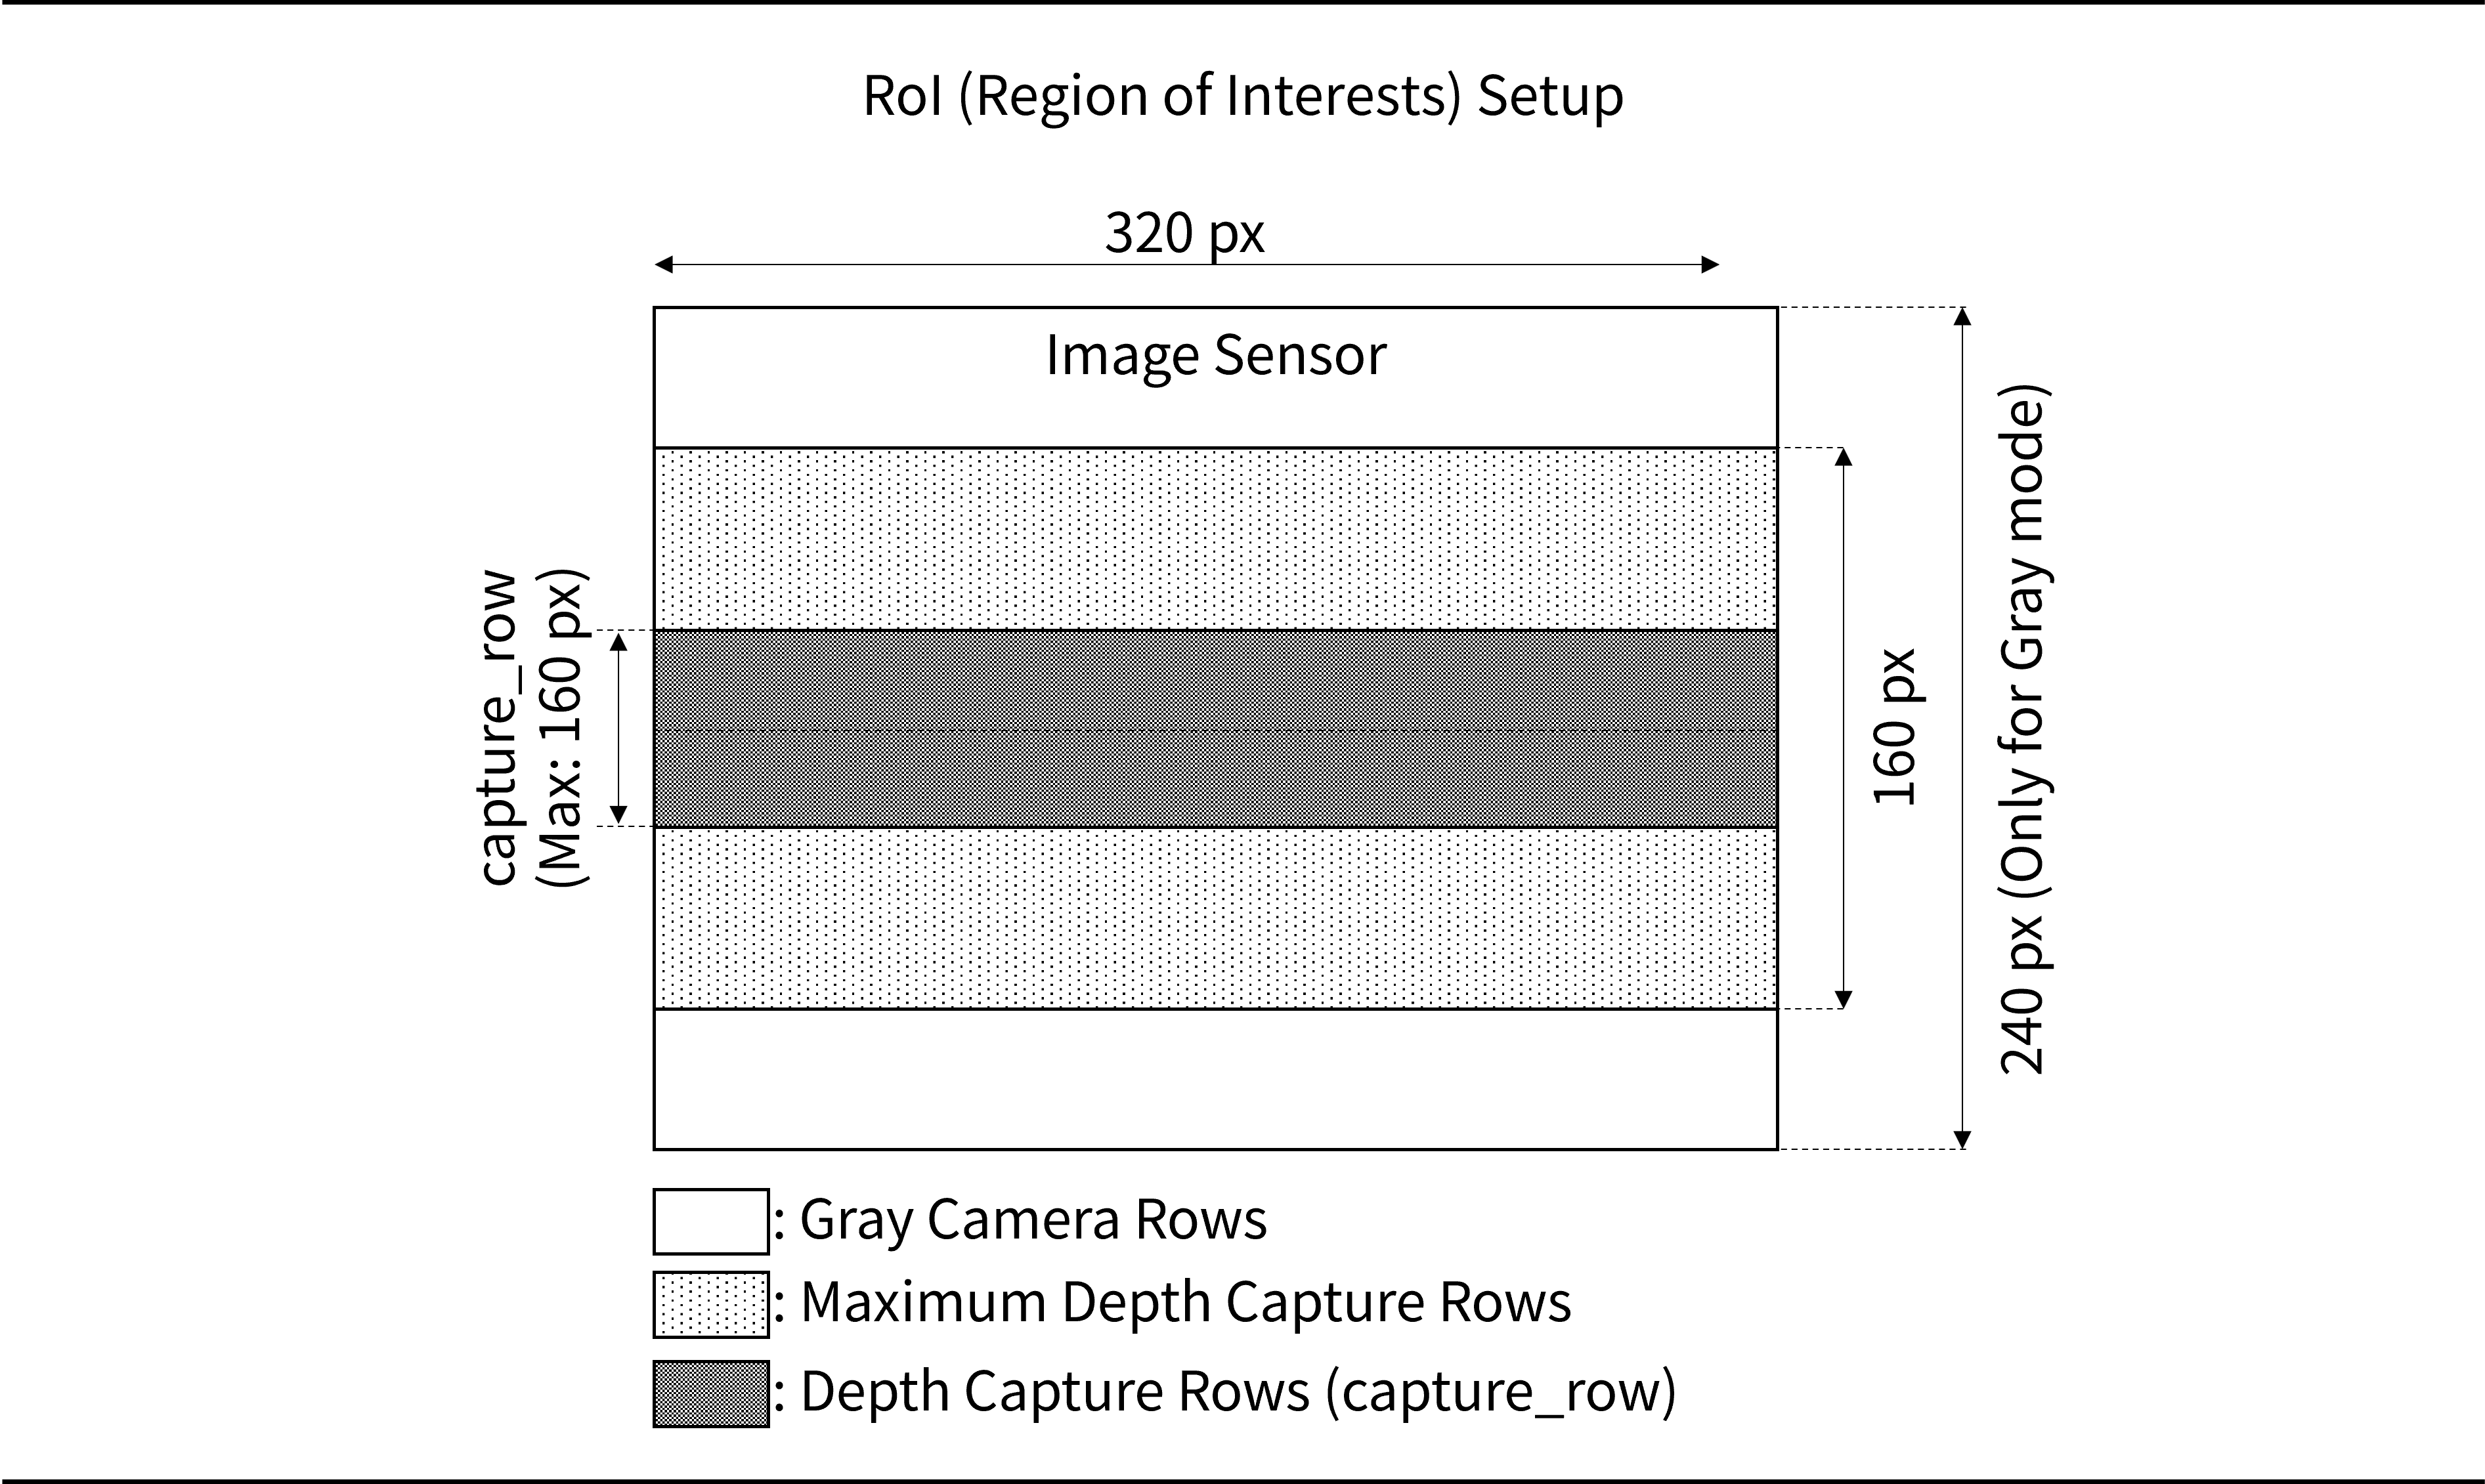 RoI (Region of Interests) Setup
320 px
Image Sensor
capture_row
(Max: 160 px)
160 px
240 px (Only for Gray mode)
: Gray Camera Rows
: Maximum Depth Capture Rows
: Depth Capture Rows (capture_row)